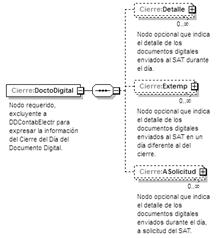 Cierre:Detalle
0..∞
Nodo opcional que indica
el detalle de los
documentos digitales
enviados al SAT durante
el día.
Cierre:DoctoDigital
Nodo requerido,
excluyente a
DDContabElectr para
expresar la información
del Cierre del Día del
Documento Digital.
Cierre:Extemp
0..∞
Nodo opcional que indica
el detalle de los
documentos digitales
enviados al SAT en un
día diferente al del
cierre.
Cierre:ASolicitud
0..∞
Nodo opcional que indica
el detalle de los
documentos digitales
enviados durante el día,
a solicitud del SAT.